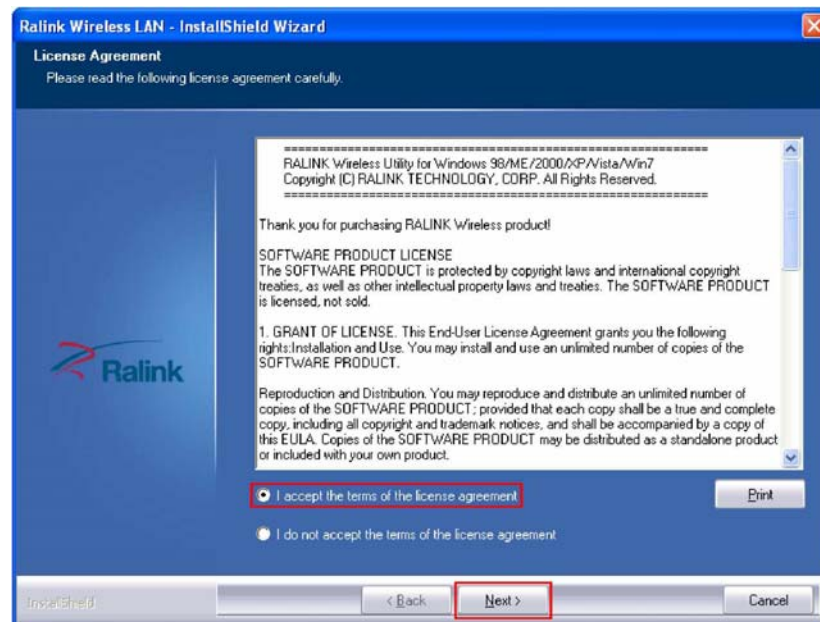 Ralink Wireless LAN - InstallShield Wizard
License Agreement
Please read the following license agreement carefully.
==================================================
RALINK Wireless Utility for Windows 98/ME/2000/XP/Vista/Win7
Copyright (C) RALINK TECHNOLOGY, CORP. All Rights Reserved.
==================================================
Thank you for purchasing RALINK Wireless product!
SOFTWARE PRODUCT LICENSE
The SOFTWARE PRODUCT is protected by copyright laws and international copyright
treaties, as well as other intellectual property laws and treaties. The SOFTWARE PRODUCT
is licensed, not sold.
1. GRANT OF LICENSE. This End-User License Agreement grants you the following
rights:Installation and Use. You may install and use an unlimited number of copies of the
SOFTWARE PRODUCT.
Reproduction and Distribution. You may reproduce and distribute an unlimited number of
copies of the SOFTWARE PRODUCT; provided that each copy shall be a true and complete
copy, including all copyright and trademark notices, and shall be accompanied by a copy of
this EULA. Copies of the SOFTWARE PRODUCT may be distributed as a standalone product
or included with your own product.
Ralink
I accept the terms of the license agreement
Print
I do not accept the terms of the license agreement
InstallShield
< Back
Next >
Cancel